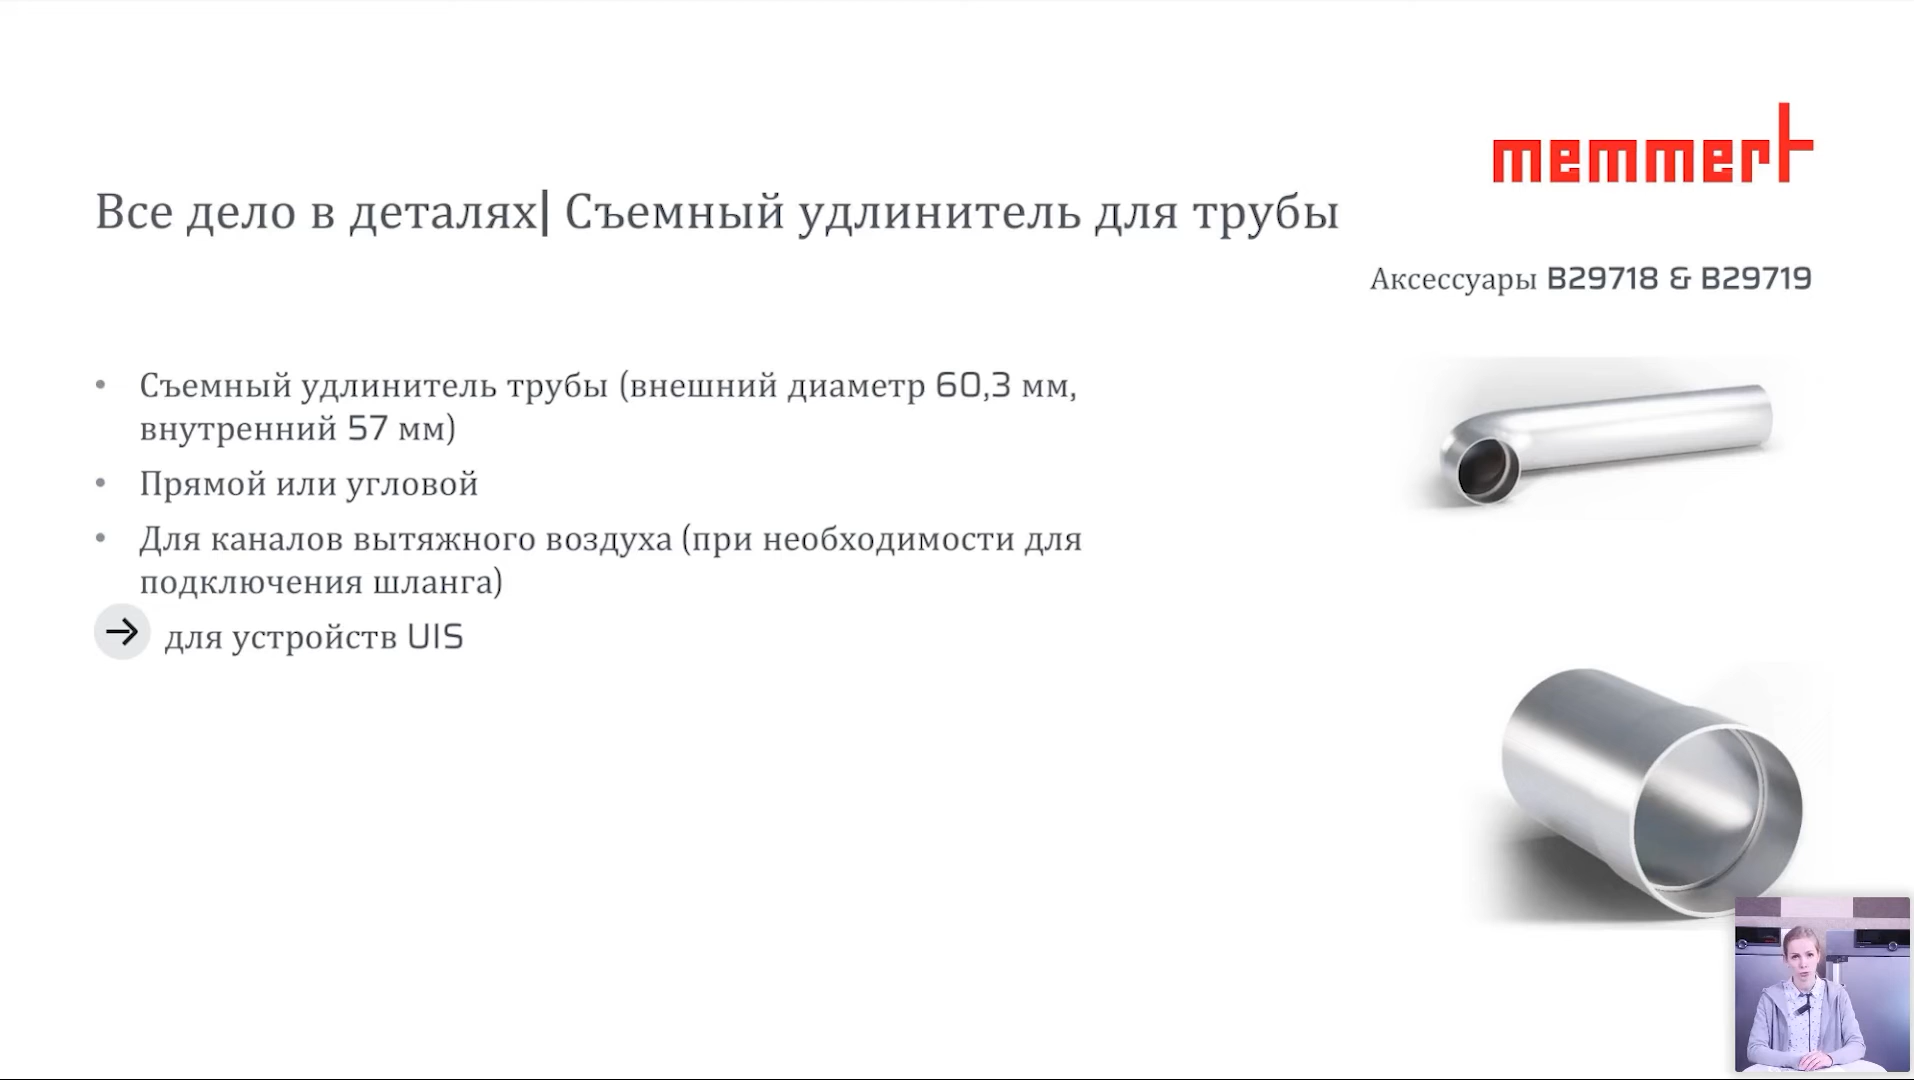 memmert
Все дело в деталях| Съемный удлинитель для трубы
Аксессуары B29718 & B29719
• Съемный удлинитель трубы (внешний диаметр 60,3 мм,
внутренний 57 мм)
• Прямой или угловой
• Для каналов вытяжного воздуха (при необходимости для
подключения шланга)
→ для устройств UIS